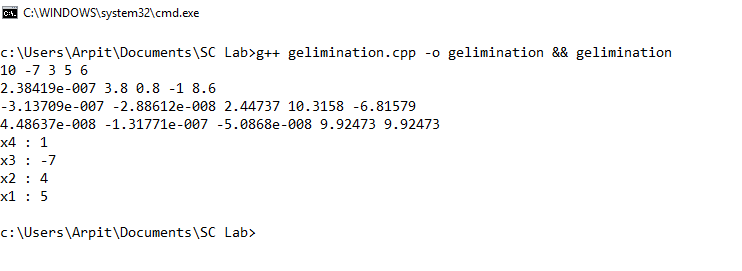 C:\WINDOWS\system32\cmd.exe
c:\Users\Arpit\Documents\SC Lab>g++ gelimination.cpp -o gelimination && gelimination
10 -7 3 5 6
2.38419e-007 3.8 0.8 -1 8.6
-3.13709e-007 -2.88612e-008 2.44737 10.3158 -6.81579
4.48637e-008 -1.31771e-007 -5.0868e-008 9.92473 9.92473
x4 : 1
x3 : -7
x2 : 4
x1 : 5
c:\Users\Arpit\Documents\SC Lab>